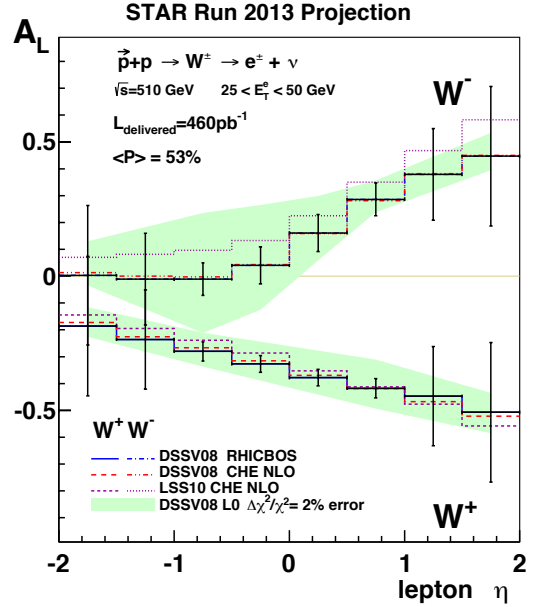 STAR Run 2013 Projection
A_L
p⃗+p → W± → e± + ν
√s=510 GeV 25 < E_T^e < 50 GeV
L_delivered=460pb⁻¹
<P> = 53%
W⁻
0.5
0
-0.5
W⁺ W⁻
DSSV08 RHICBOS
DSSV08 CHE NLO
LSS10 CHE NLO
DSSV08 L0 Δχ²/χ²= 2% error
W⁺
-2 -1 0 1 2
lepton η